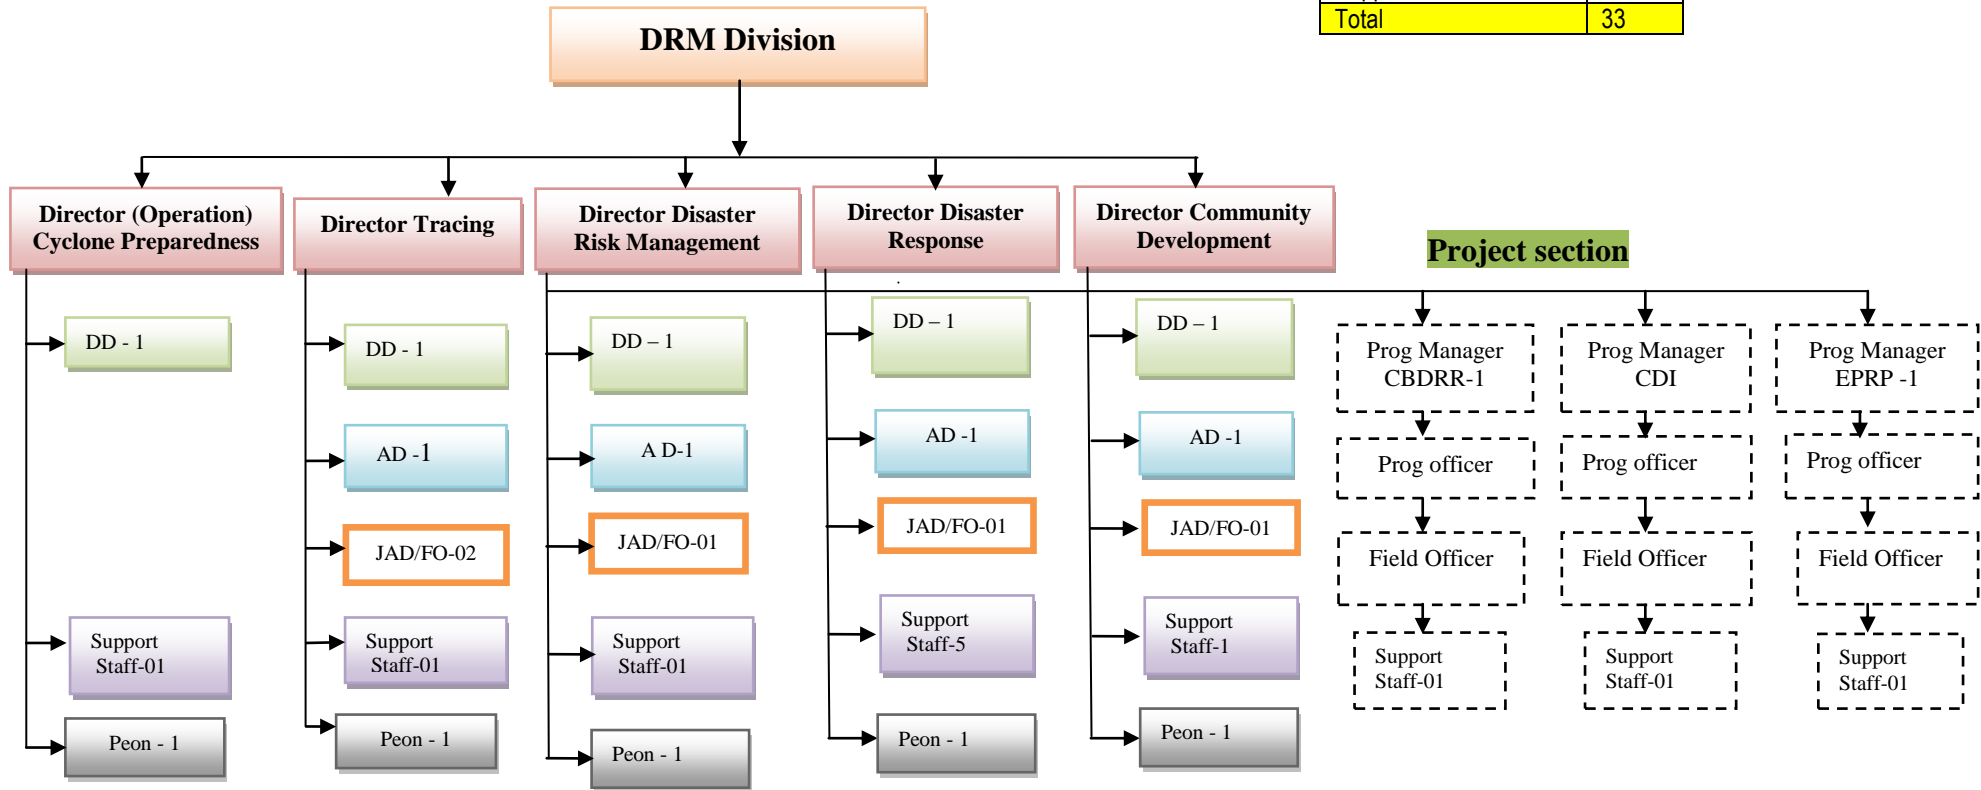 Total 33
DRM Division
Director (Operation)
Cyclone Preparedness
Director Tracing
Director Disaster
Risk Management
Director Disaster
Response
Director Community
Development
Project section
DD - 1
Support
Staff-01
Peon - 1
DD - 1
AD -1
JAD/FO-02
Support
Staff-01
Peon - 1
DD – 1
A D-1
JAD/FO-01
Support
Staff-01
Peon - 1
DD – 1
AD -1
JAD/FO-01
Support
Staff-5
Peon - 1
DD – 1
AD -1
JAD/FO-01
Support
Staff-1
Peon - 1
Prog Manager
CBDRR-1
Prog officer
Field Officer
Support
Staff-01
Prog Manager
CDI
Prog officer
Field Officer
Support
Staff-01
Prog Manager
EPRP -1
Prog officer
Field Officer
Support
Staff-01